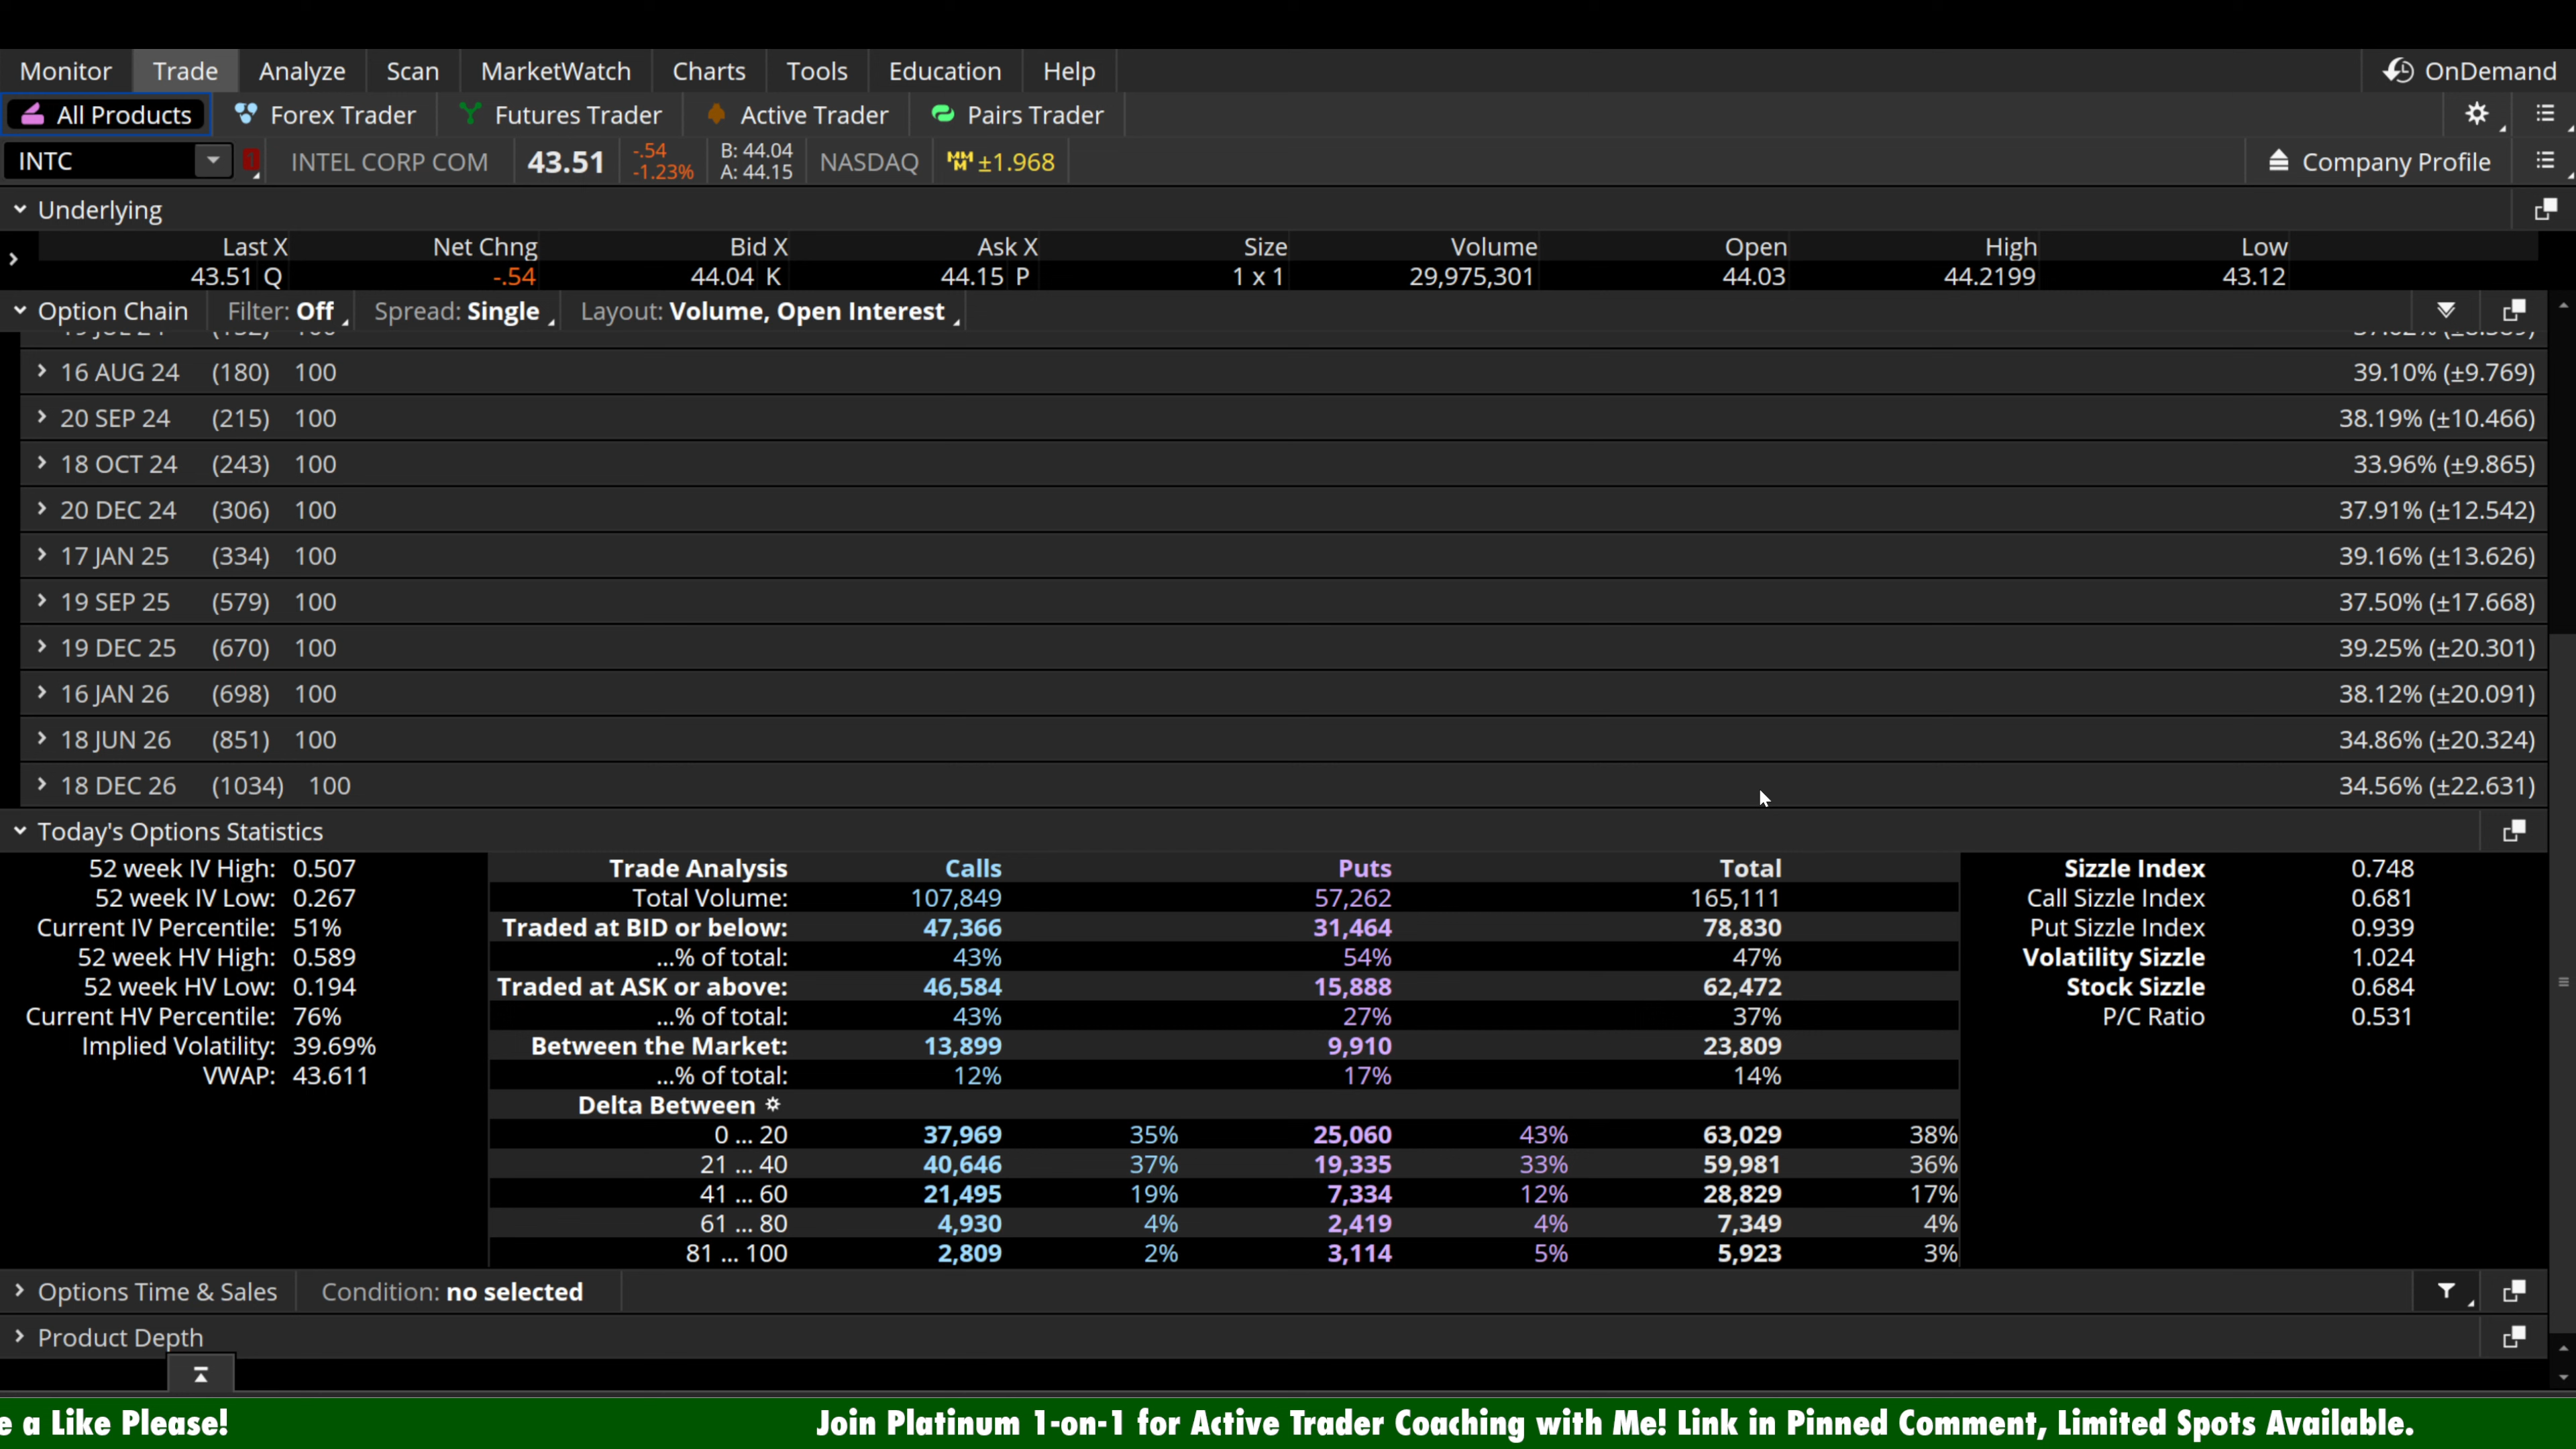 Monitor Trade Analyze Scan MarketWatch Charts Tools Education Help OnDemand
All Products Forex Trader Futures Trader Active Trader Pairs Trader
INTC INTEL CORP COM 43.51 -.54 -1.23% B: 44.04 A: 44.15 NASDAQ ±1.968 Company Profile
Underlying
Last X Net Chng Bid X Ask X Size Volume Open High Low
43.51 Q -.54 44.04 K 44.15 P 1 x 1 29,975,301 44.03 44.2199 43.12
Option Chain Filter: Off Spread: Single Layout: Volume, Open Interest
16 AUG 24 (180) 100 39.10% (±9.769)
20 SEP 24 (215) 100 38.19% (±10.466)
18 OCT 24 (243) 100 33.96% (±9.865)
20 DEC 24 (306) 100 37.91% (±12.542)
17 JAN 25 (334) 100 39.16% (±13.626)
19 SEP 25 (579) 100 37.50% (±17.668)
19 DEC 25 (670) 100 39.25% (±20.301)
16 JAN 26 (698) 100 38.12% (±20.091)
18 JUN 26 (851) 100 34.86% (±20.324)
18 DEC 26 (1034) 100 34.56% (±22.631)
Today's Options Statistics
52 week IV High: 0.507 Trade Analysis Calls Puts Total Sizzle Index 0.748
52 week IV Low: 0.267 Total Volume: 107,849 57,262 165,111 Call Sizzle Index 0.681
Current IV Percentile: 51% Traded at BID or below: 47,366 31,464 78,830 Put Sizzle Index 0.939
52 week HV High: 0.589 ...% of total: 43% 54% 47% Volatility Sizzle 1.024
52 week HV Low: 0.194 Traded at ASK or above: 46,584 15,888 62,472 Stock Sizzle 0.684
Current HV Percentile: 76% ...% of total: 43% 27% 37% P/C Ratio 0.531
Implied Volatility: 39.69% Between the Market: 13,899 9,910 23,809
VWAP: 43.611 ...% of total: 12% 17% 14%
Delta Between
0 ... 20 37,969 35% 25,060 43% 63,029 38%
21 ... 40 40,646 37% 19,335 33% 59,981 36%
41 ... 60 21,495 19% 7,334 12% 28,829 17%
61 ... 80 4,930 4% 2,419 4% 7,349 4%
81 ... 100 2,809 2% 3,114 5% 5,923 3%
Options Time & Sales Condition: no selected
Product Depth
e a Like Please! Join Platinum 1-on-1 for Active Trader Coaching with Me! Link in Pinned Comment, Limited Spots Available.